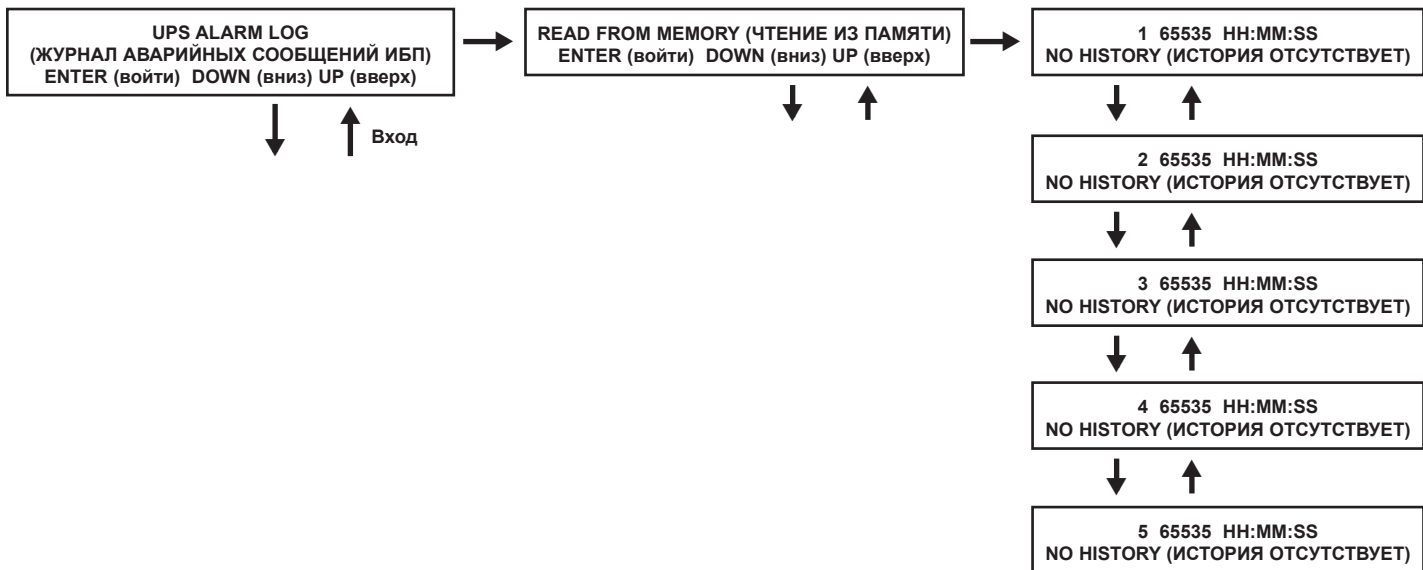 UPS ALARM LOG
(ЖУРНАЛ АВАРИЙНЫХ СООБЩЕНИЙ ИБП)
ENTER (войти) DOWN (вниз) UP (вверх)
Вход
READ FROM MEMORY (ЧТЕНИЕ ИЗ ПАМЯТИ)
ENTER (войти) DOWN (вниз) UP (вверх)
1 65535 HH:MM:SS
NO HISTORY (ИСТОРИЯ ОТСУТСТВУЕТ)
2 65535 HH:MM:SS
NO HISTORY (ИСТОРИЯ ОТСУТСТВУЕТ)
3 65535 HH:MM:SS
NO HISTORY (ИСТОРИЯ ОТСУТСТВУЕТ)
4 65535 HH:MM:SS
NO HISTORY (ИСТОРИЯ ОТСУТСТВУЕТ)
5 65535 HH:MM:SS
NO HISTORY (ИСТОРИЯ ОТСУТСТВУЕТ)